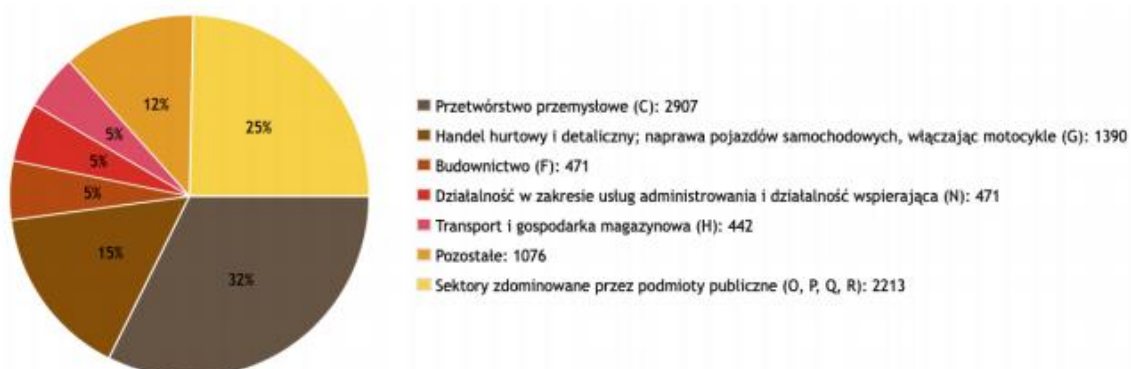 12%
25%
5%
5%
5%
15%
32%
Przetwórstwo przemysłowe (C): 2907
Handel hurtowy i detaliczny; naprawa pojazdów samochodowych, włączając motocykle (G): 1390
Budownictwo (F): 471
Działalność w zakresie usług administrowania i działalność wspierająca (N): 471
Transport i gospodarka magazynowa (H): 442
Pozostałe: 1076
Sektory zdominowane przez podmioty publiczne (O, P, Q, R): 2213